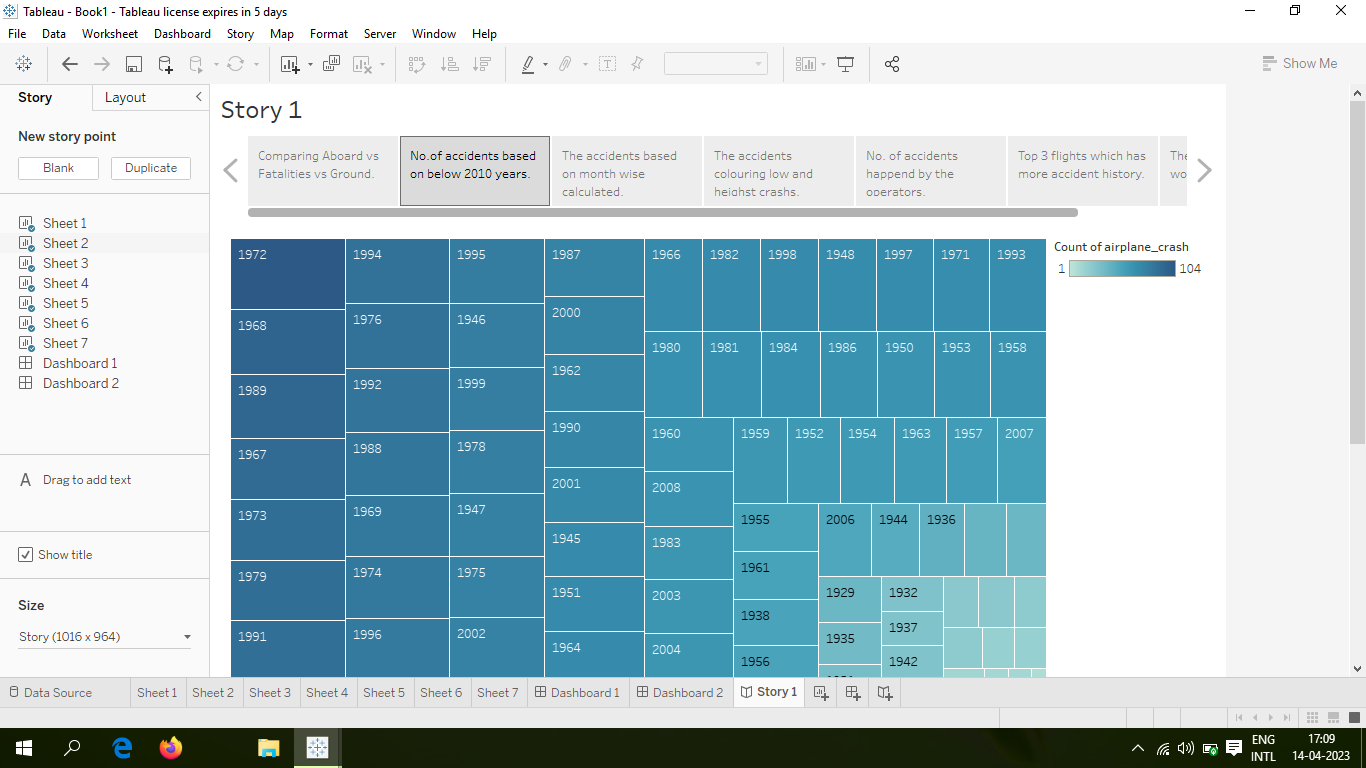 Tableau - Book1 - Tableau license expires in 5 days
File Data Worksheet Dashboard Story Map Format Server Window Help
Show Me
Story Layout
New story point
Blank Duplicate
Sheet 1
Sheet 2
Sheet 3
Sheet 4
Sheet 5
Sheet 6
Sheet 7
Dashboard 1
Dashboard 2
A Drag to add text
Show title
Size
Story (1016 x 964)
Story 1
Comparing Aboard vs
Fatalities vs Ground.
No.of accidents based
on below 2010 years.
The accidents based
on month wise
calculated.
The accidents
colouring low and
heighst crashs.
No. of accidents
happend by the
operators.
Top 3 flights which has
more accident history.
The
wo
1972
1968
1989
1967
1973
1979
1991
1994
1976
1992
1988
1969
1974
1996
1995
1946
1999
1978
1947
1975
2002
1987
2000
1962
1990
2001
1945
1951
1964
1966 1982 1998 1948 1997 1971 1993
1980 1981 1984 1986 1950 1953 1958
1960
2008
1983
2003
2004
1959 1952 1954 1963 1957 2007
1955
1961
1938
1956
2006 1944 1936
1929
1935
1932
1937
1942
Count of airplane_crash
1 104
Data Source Sheet 1 Sheet 2 Sheet 3 Sheet 4 Sheet 5 Sheet 6 Sheet 7 Dashboard 1 Dashboard 2 Story 1
ENG
INTL
17:09
14-04-2023